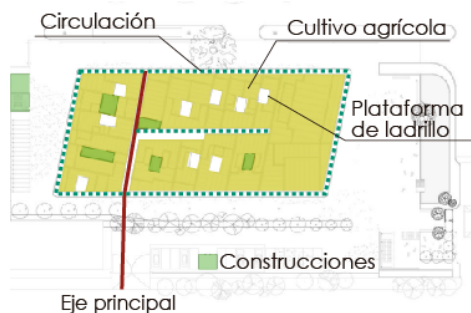 Circulación
Cultivo agrícola
Plataforma
de ladrillo
Construcciones
Eje principal